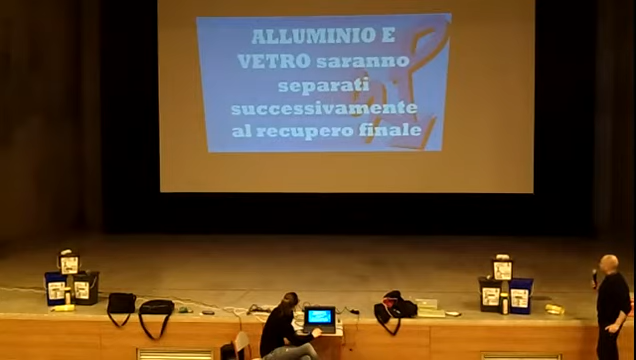 ALLUMINIO E
VETRO saranno
separati
successivamente
al recupero finale